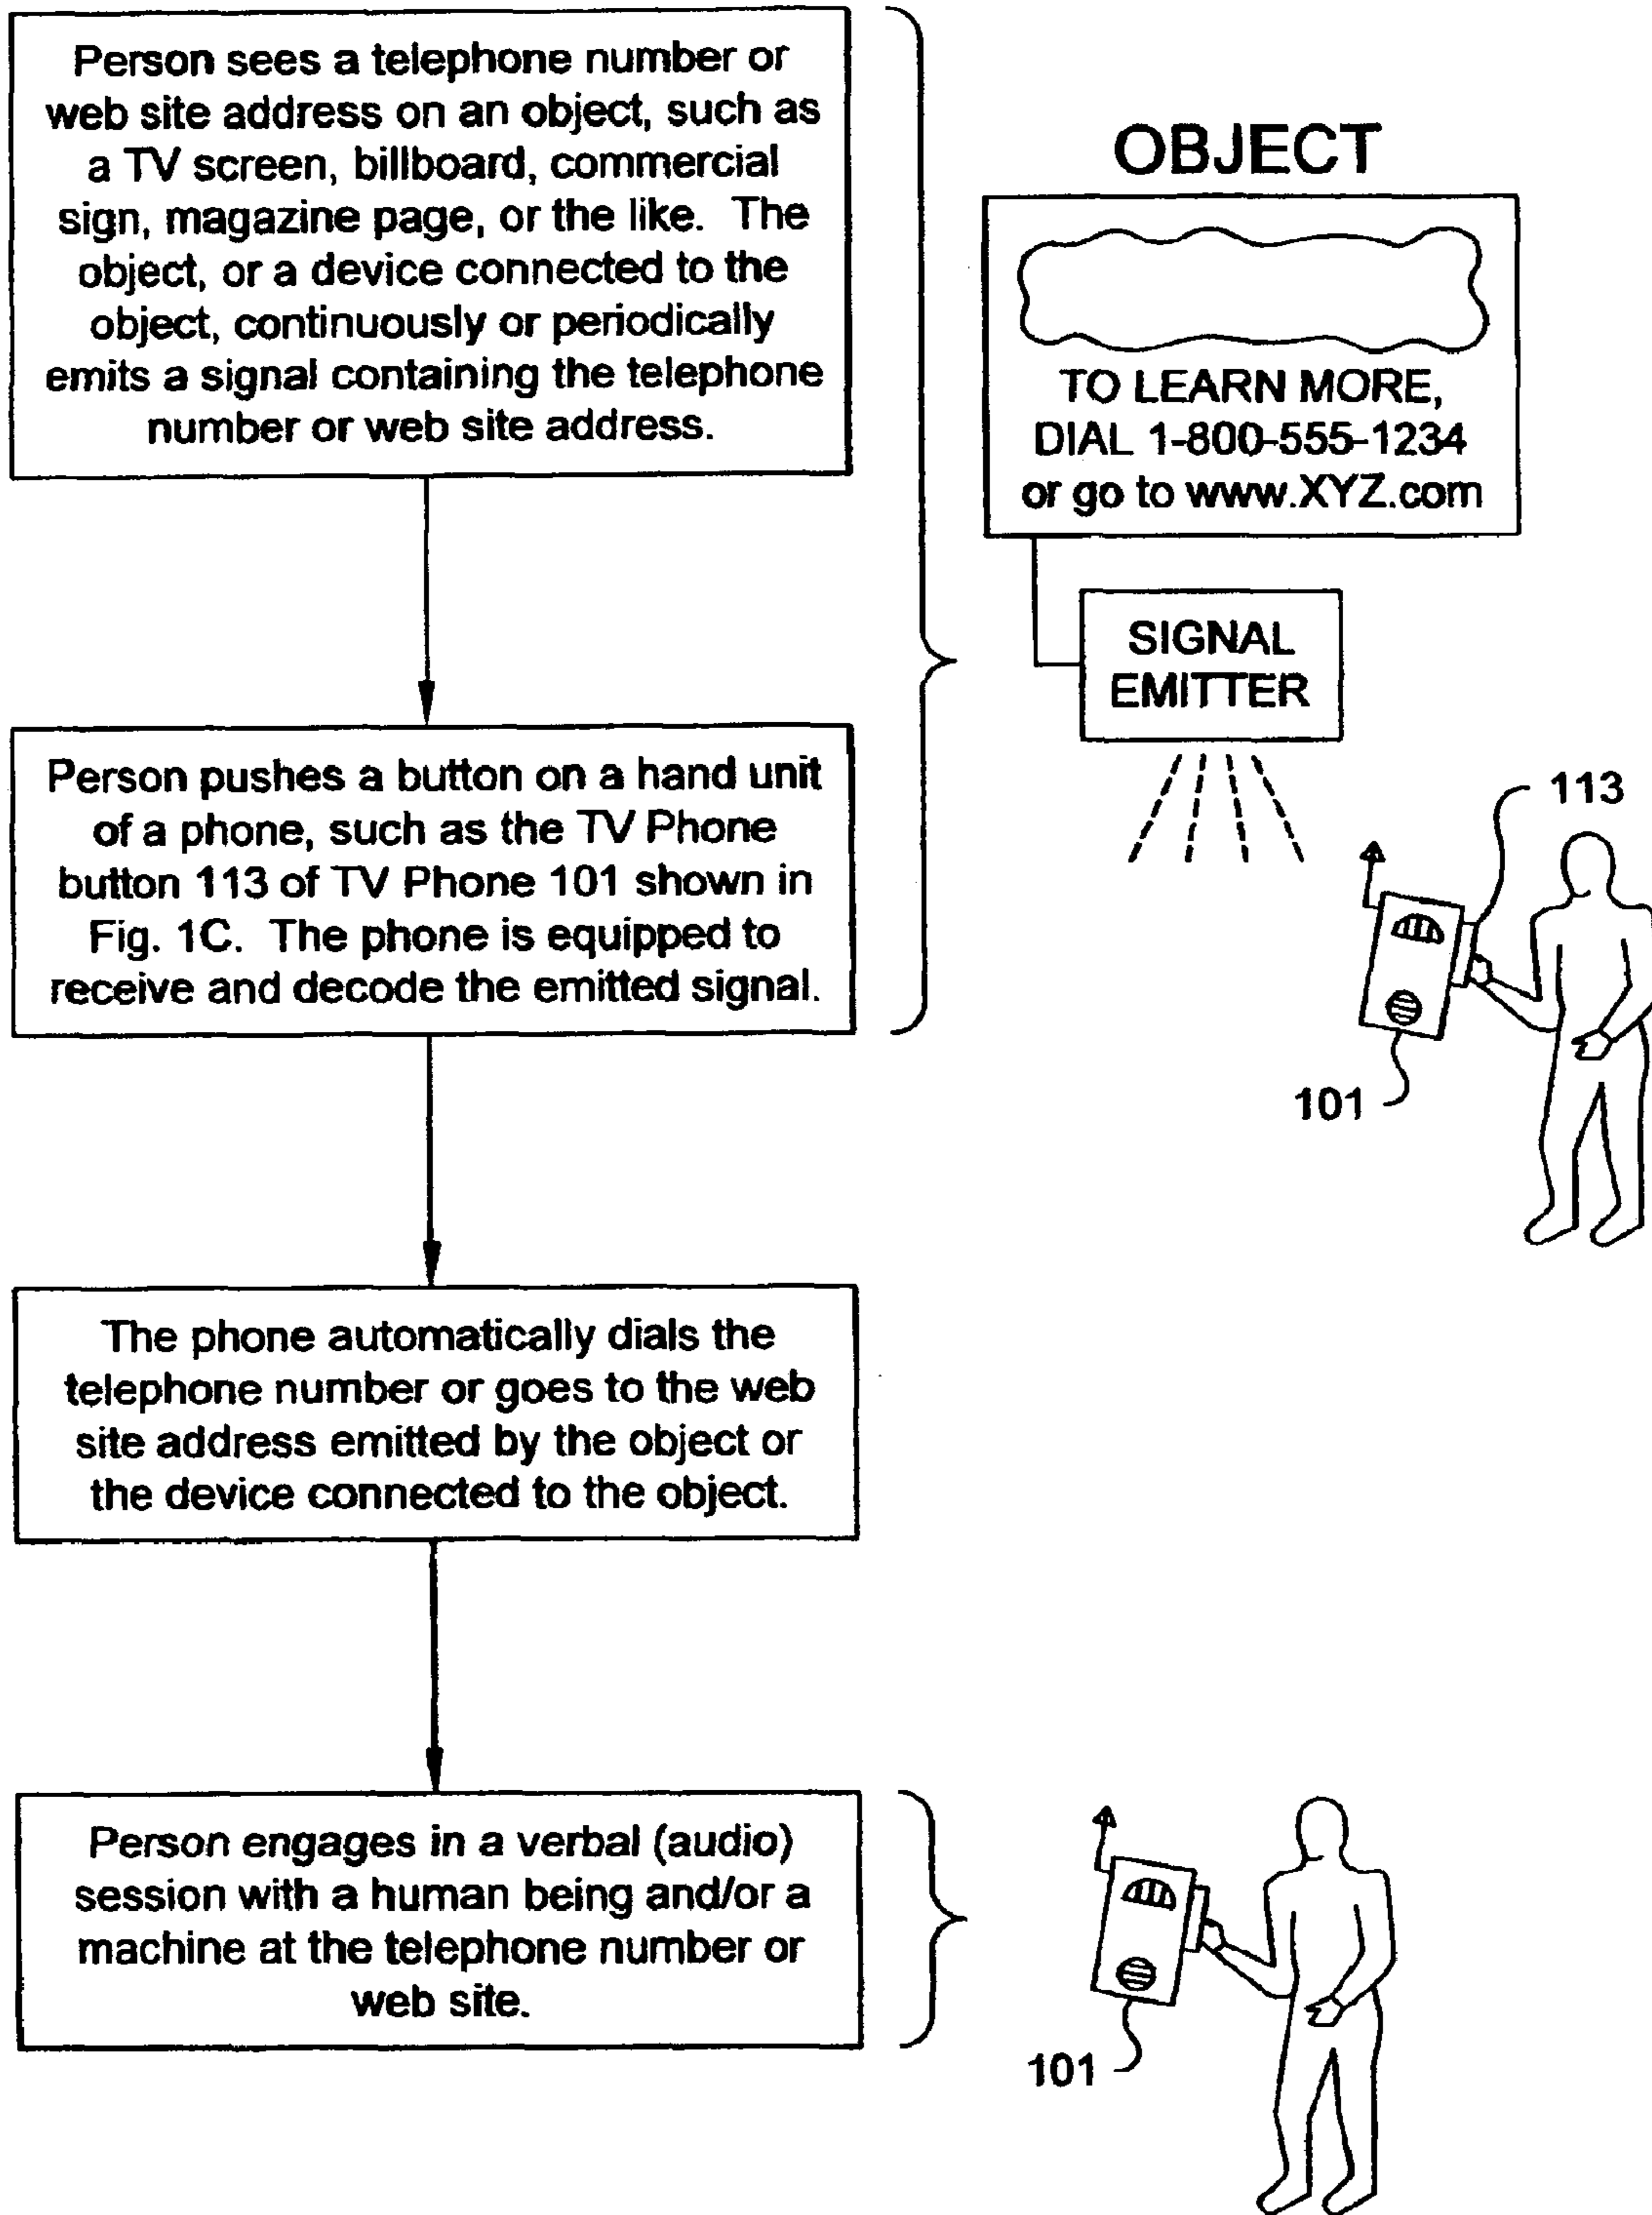 Person sees a telephone number or
web site address on an object, such as
a TV screen, billboard, commercial
sign, magazine page, or the like. The
object, or a device connected to the
object, continuously or periodically
emits a signal containing the telephone
number or web site address.
OBJECT
TO LEARN MORE,
DIAL 1-800-555-1234
or go to www.XYZ.com
SIGNAL
EMITTER
Person pushes a button on a hand unit
of a phone, such as the TV Phone
button 113 of TV Phone 101 shown in
Fig. 1C. The phone is equipped to
receive and decode the emitted signal.
113
101
The phone automatically dials the
telephone number or goes to the web
site address emitted by the object or
the device connected to the object.
Person engages in a verbal (audio)
session with a human being and/or a
machine at the telephone number or
web site.
101